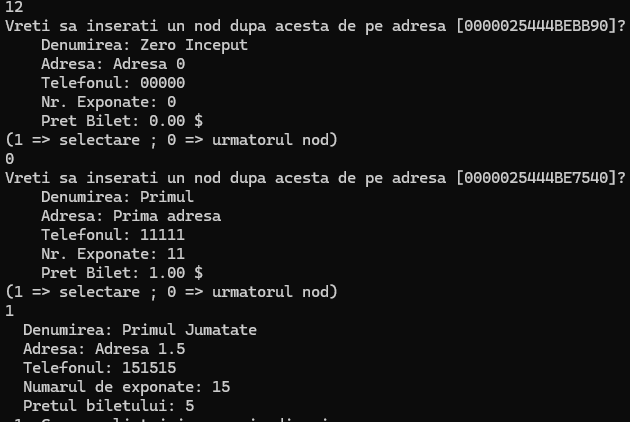 12
Vreti sa inserati un nod dupa acesta de pe adresa [0000025444BEBB90]?
Denumirea: Zero Inceput
Adresa: Adresa 0
Telefonul: 00000
Nr. Exponate: 0
Pret Bilet: 0.00 $
(1 => selectare ; 0 => urmatorul nod)
0
Vreti sa inserati un nod dupa acesta de pe adresa [0000025444BE7540]?
Denumirea: Primul
Adresa: Prima adresa
Telefonul: 11111
Nr. Exponate: 11
Pret Bilet: 1.00 $
(1 => selectare ; 0 => urmatorul nod)
1
Denumirea: Primul Jumatate
Adresa: Adresa 1.5
Telefonul: 151515
Numarul de exponate: 15
Pretul biletului: 5